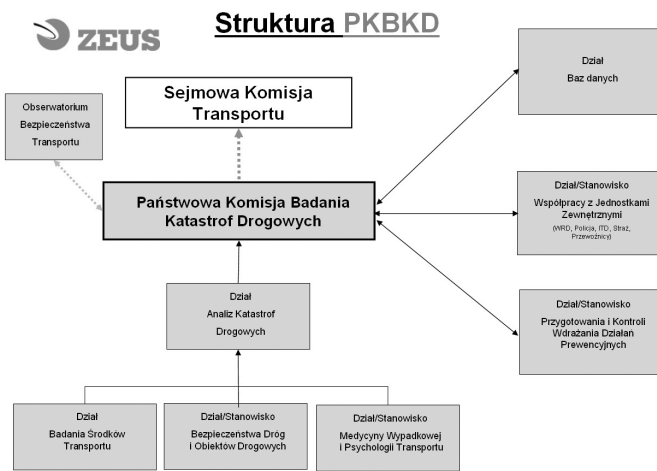 ZEUS
Struktura PKBKD
Obserwatorium
Bezpieczeństwa
Transportu
Sejmowa Komisja
Transportu
Dział
Baz danych
Państwowa Komisja Badania
Katastrof Drogowych
Dział/Stanowisko
Współpracy z Jednostkami
Zewnętrznymi
(WRD, Policja, ITD, Straż,
Przewoźnicy)
Dział
Analiz Katastrof
Drogowych
Dział/Stanowisko
Przygotowania i Kontroli
Wdrażania Działań
Prewencyjnych
Dział
Badania Środków
Transportu
Dział/Stanowisko
Bezpieczeństwa Dróg
i Obiektów Drogowych
Dział/Stanowisko
Medycyny Wypadkowej
i Psychologii Transportu